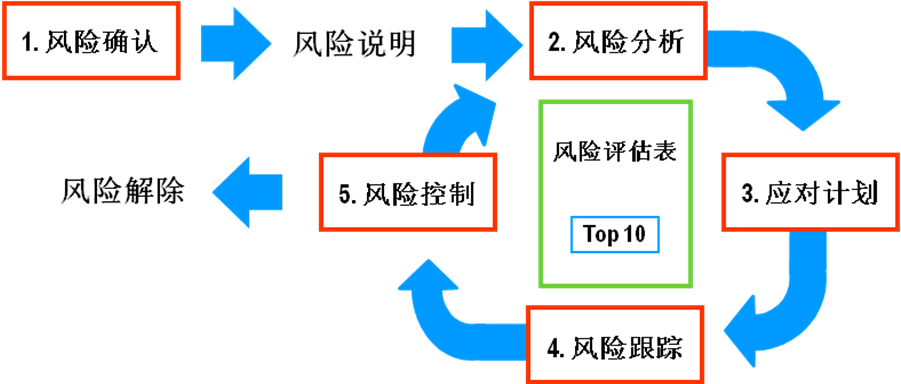 1. 风险确认
风险说明
2. 风险分析
风险评估表
Top 10
3. 应对计划
4. 风险跟踪
5. 风险控制
风险解除